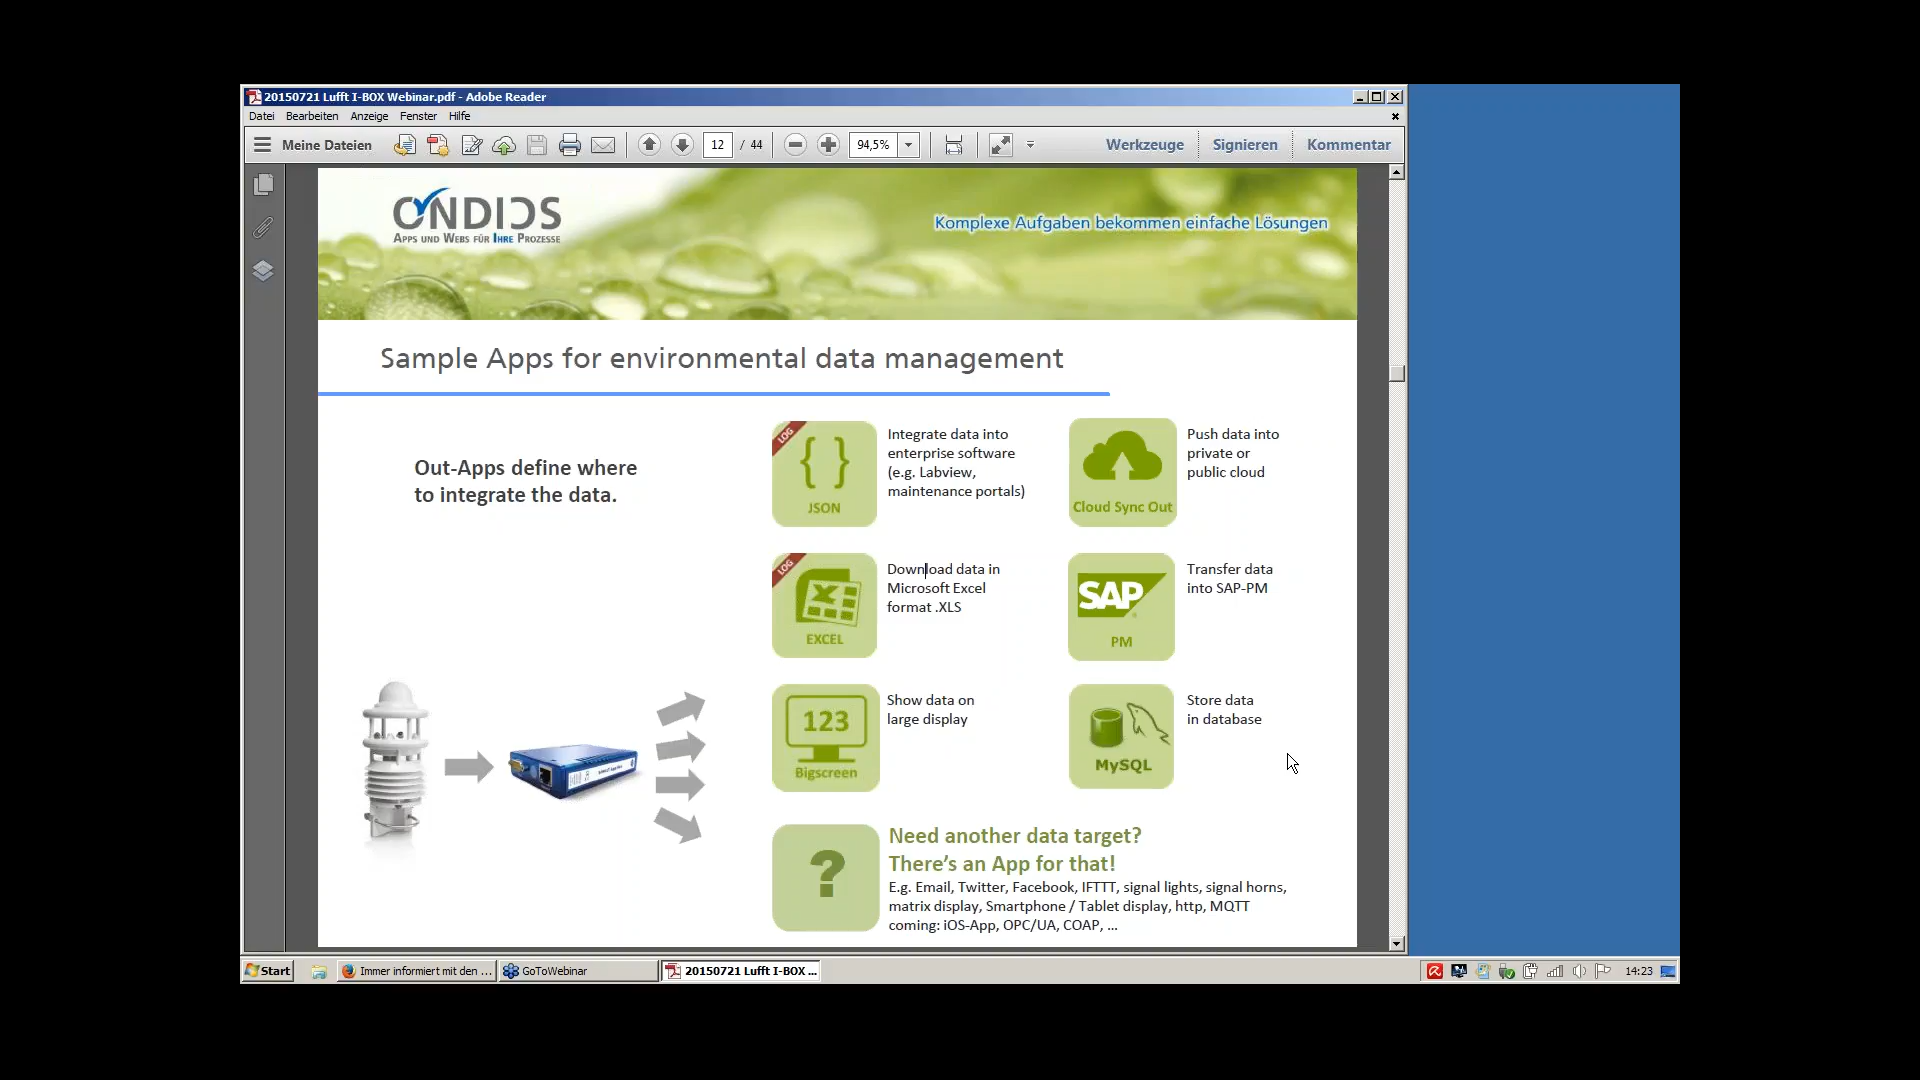 20150721 Lufft I-BOX Webinar.pdf - Adobe Reader
Datei Bearbeiten Anzeige Fenster Hilfe
Meine Dateien 12 / 44 94,5% Werkzeuge Signieren Kommentar
ONDICS
APPS UND WEBS FÜR IHRE PROZESSE
Komplexe Aufgaben bekommen einfache Lösungen
Sample Apps for environmental data management
Out-Apps define where
to integrate the data.
LOG
{ }
JSON
Integrate data into
enterprise software
(e.g. Labview,
maintenance portals)
Cloud Sync Out
Push data into
private or
public cloud
LOG
EXCEL
Download data in
Microsoft Excel
format .XLS
SAP
PM
Transfer data
into SAP-PM
123
Bigscreen
Show data on
large display
MySQL
Store data
in database
?
Need another data target?
There's an App for that!
E.g. Email, Twitter, Facebook, IFTTT, signal lights, signal horns,
matrix display, Smartphone / Tablet display, http, MQTT
coming: iOS-App, OPC/UA, COAP, ...
Start Immer informiert mit den ... GoToWebinar 20150721 Lufft I-BOX ... 14:23